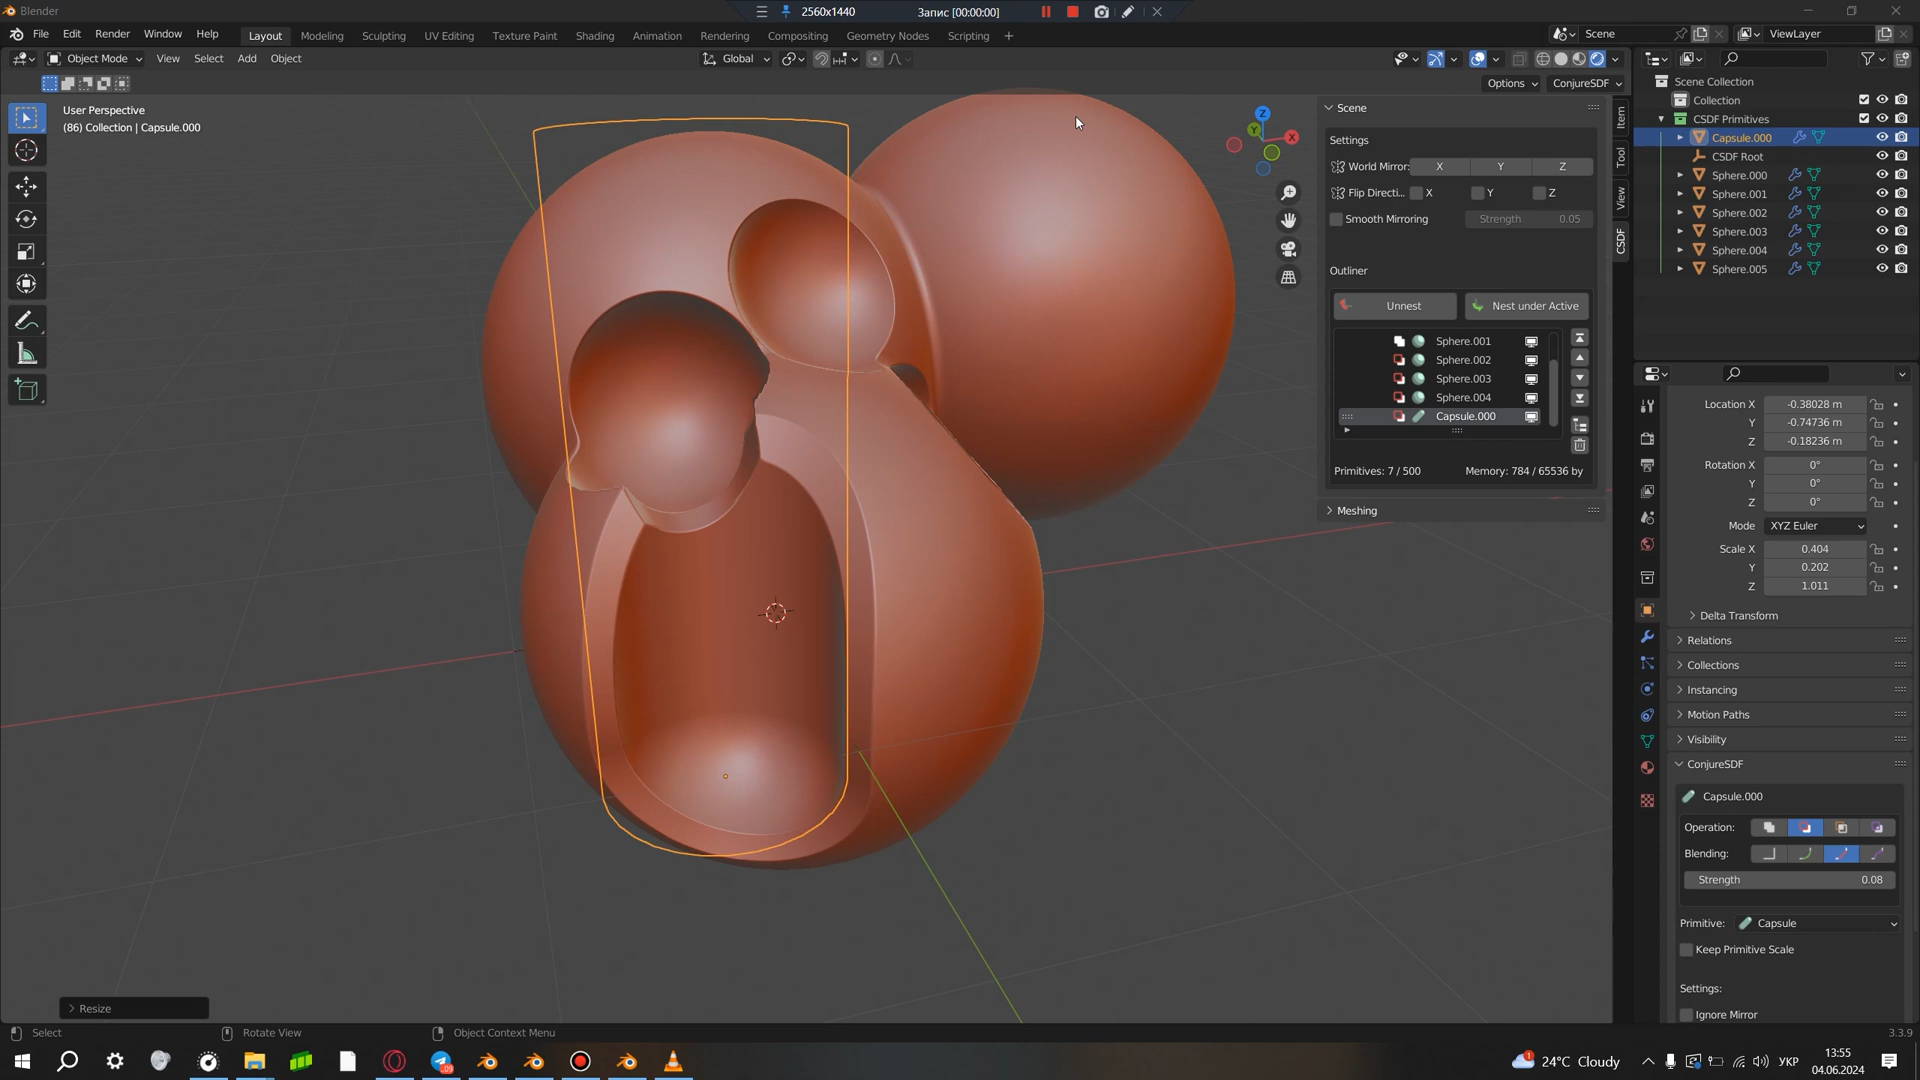 Blender
2560x1440
Запис [00:00:00]
File Edit Render Window Help
Layout Modeling Sculpting UV Editing Texture Paint Shading Animation Rendering Compositing Geometry Nodes Scripting
Scene
ViewLayer
Object Mode View Select Add Object
Global
Options
ConjureSDF
User Perspective
(86) Collection | Capsule.000
Z
Y
X
Scene
Settings
World Mirror: X Y Z
Flip Directi... X Y Z
Smooth Mirroring Strength 0.05
Outliner
Unnest Nest under Active
Sphere.001
Sphere.002
Sphere.003
Sphere.004
Capsule.000
Primitives: 7 / 500 Memory: 784 / 65536 by
Meshing
Item
Tool
View
CSDF
Scene Collection
Collection
CSDF Primitives
Capsule.000
CSDF Root
Sphere.000
Sphere.001
Sphere.002
Sphere.003
Sphere.004
Sphere.005
Location X -0.38028 m
Y -0.74736 m
Z -0.18236 m
Rotation X 0°
Y 0°
Z 0°
Mode XYZ Euler
Scale X 0.404
Y 0.202
Z 1.011
Delta Transform
Relations
Collections
Instancing
Motion Paths
Visibility
ConjureSDF
Capsule.000
Operation:
Blending:
Strength 0.08
Primitive: Capsule
Keep Primitive Scale
Settings:
Ignore Mirror
Resize
Select Rotate View Object Context Menu
3.3.9
24°C Cloudy
УКР
13:55
04.06.2024